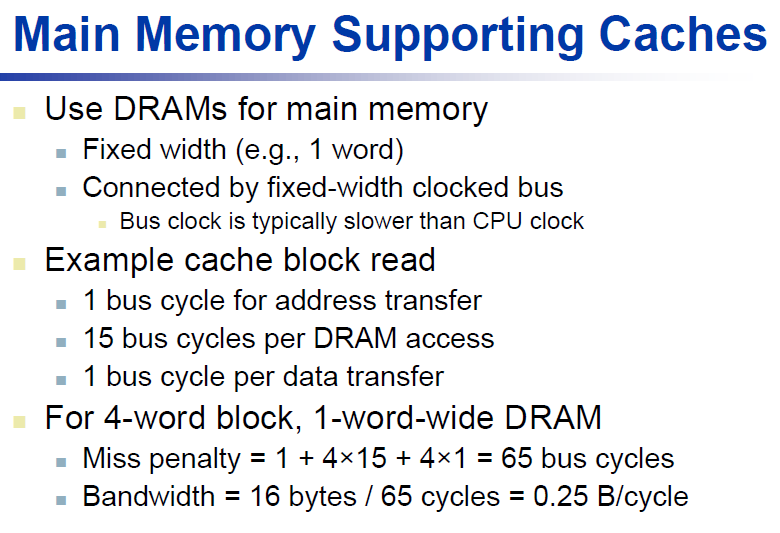 Main Memory Supporting Caches
Use DRAMs for main memory
Fixed width (e.g., 1 word)
Connected by fixed-width clocked bus
Bus clock is typically slower than CPU clock
Example cache block read
1 bus cycle for address transfer
15 bus cycles per DRAM access
1 bus cycle per data transfer
For 4-word block, 1-word-wide DRAM
Miss penalty = 1 + 4×15 + 4×1 = 65 bus cycles
Bandwidth = 16 bytes / 65 cycles = 0.25 B/cycle